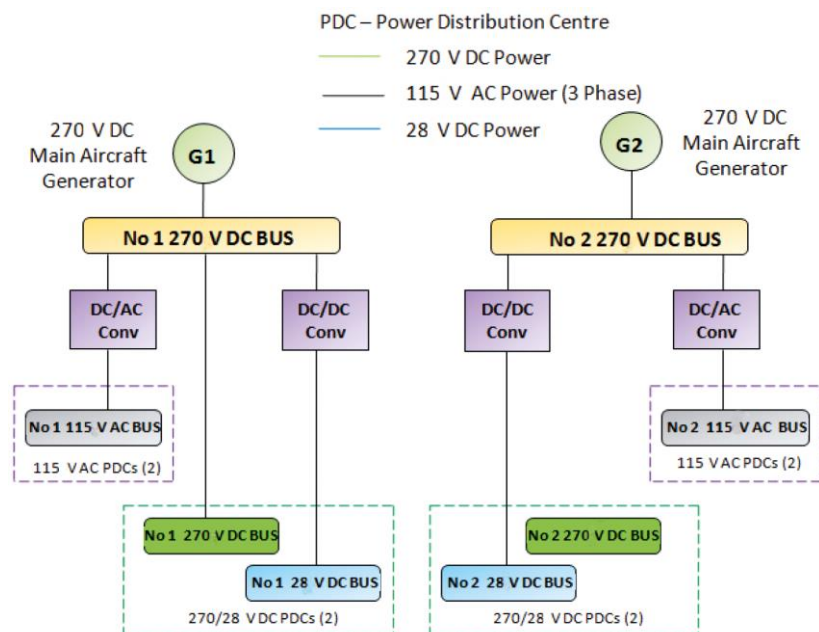 PDC – Power Distribution Centre
270 V DC Power
115 V AC Power (3 Phase)
28 V DC Power
270 V DC
Main Aircraft
Generator
G1
G2
270 V DC
Main Aircraft
Generator
No 1 270 V DC BUS
No 2 270 V DC BUS
DC/AC
Conv
DC/DC
Conv
DC/DC
Conv
DC/AC
Conv
No 1 115 V AC BUS
115 V AC PDCs (2)
No 2 115 V AC BUS
115 V AC PDCs (2)
No 1 270 V DC BUS
No 1 28 V DC BUS
270/28 V DC PDCs (2)
No 2 270 V DC BUS
No 2 28 V DC BUS
270/28 V DC PDCs (2)